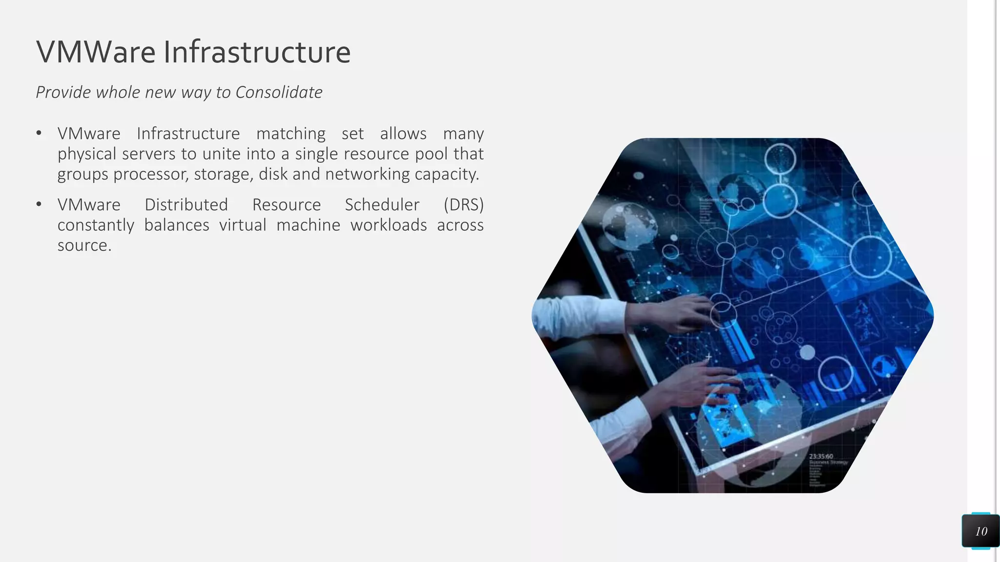 VMWare Infrastructure
Provide whole new way to Consolidate
• VMware Infrastructure matching set allows many
physical servers to unite into a single resource pool that
groups processor, storage, disk and networking capacity.
• VMware Distributed Resource Scheduler (DRS)
constantly balances virtual machine workloads across
source.
23:35:60
Business Strategy
10